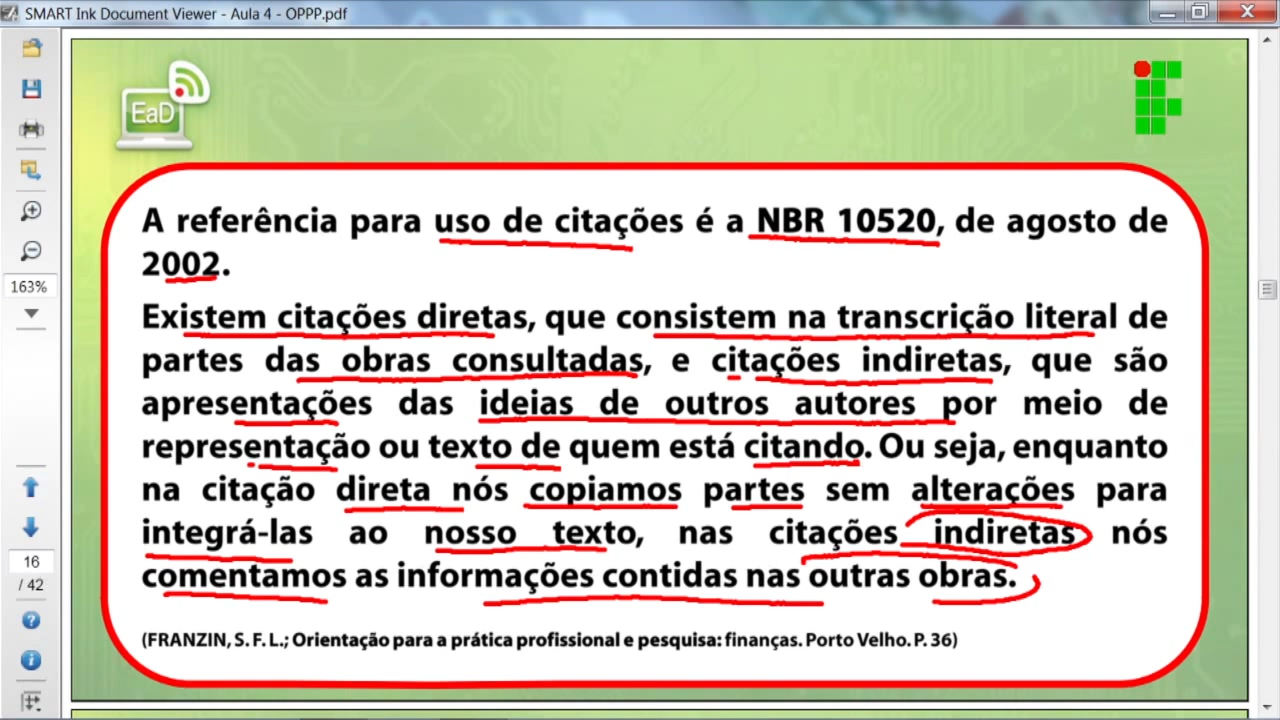 SMART Ink Document Viewer - Aula 4 - OPPP.pdf
EaD
A referência para uso de citações é a NBR 10520, de agosto de
2002.
Existem citações diretas, que consistem na transcrição literal de
partes das obras consultadas, e citações indiretas, que são
apresentações das ideias de outros autores por meio de
representação ou texto de quem está citando. Ou seja, enquanto
na citação direta nós copiamos partes sem alterações para
integrá-las ao nosso texto, nas citações indiretas nós
comentamos as informações contidas nas outras obras.
(FRANZIN, S. F. L.; Orientação para a prática profissional e pesquisa: finanças. Porto Velho. P. 36)
163%
16
/ 42